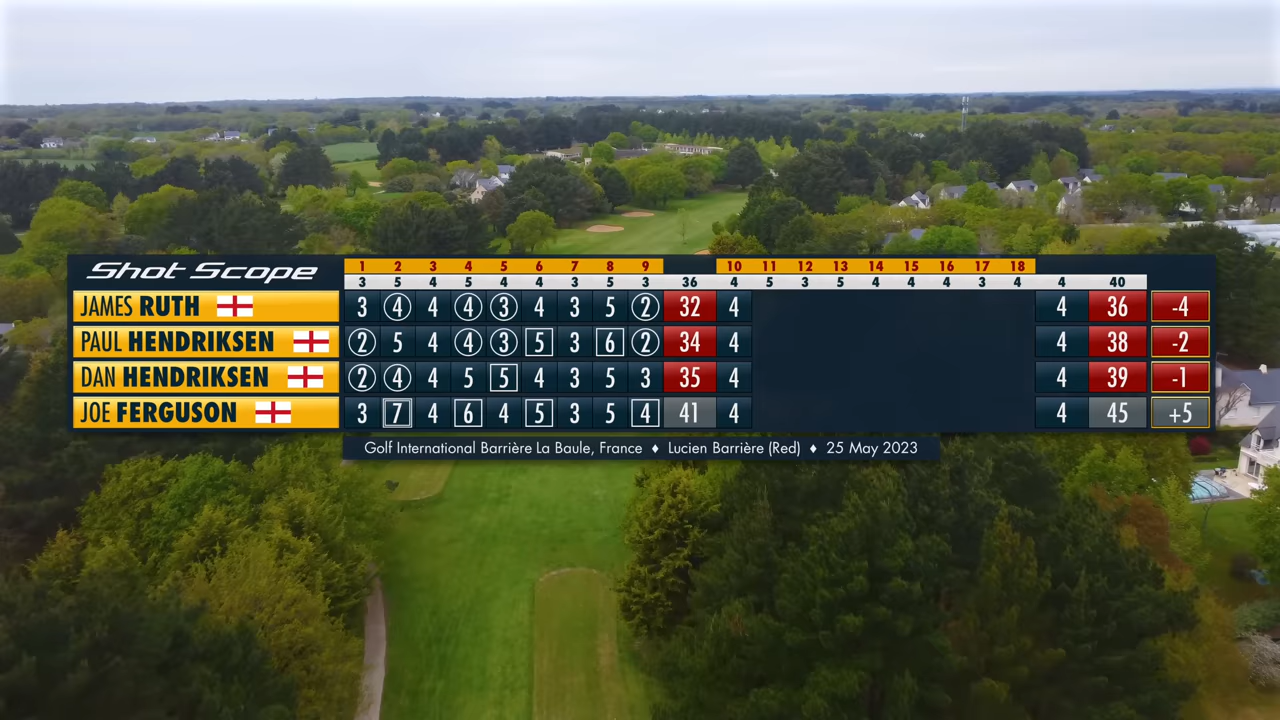 Shot Scope 1 2 3 4 5 6 7 8 9 10 11 12 13 14 15 16 17 18
3 5 4 5 4 4 3 5 3 36 4 5 3 5 4 4 4 3 4 4 40
JAMES RUTH 3 4 4 4 3 4 3 5 2 32 4 4 36 -4
PAUL HENDRIKSEN 2 5 4 4 3 5 3 6 2 34 4 4 38 -2
DAN HENDRIKSEN 2 4 4 5 5 4 3 5 3 35 4 4 39 -1
JOE FERGUSON 3 7 4 6 4 5 3 5 4 41 4 4 45 +5
Golf International Barrière La Baule, France ♦ Lucien Barrière (Red) ♦ 25 May 2023